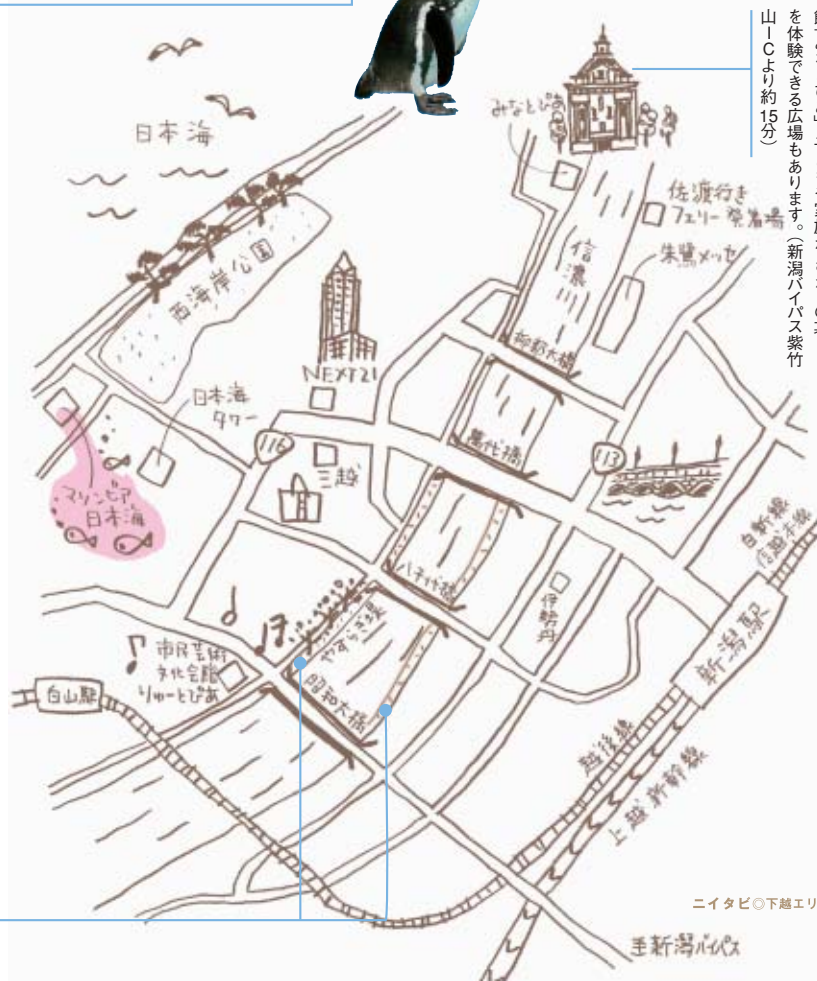 を体験できる広場もあります。（新潟バイパス紫竹
山ICより約15分）
日本海
みなとぴあ
佐渡行き
フェリー発着場
朱鷺メッセ
信濃川
西海岸公園
柳都大橋
NEXT21
日本海
タワー
116
三越
萬代橋
113
マリンピア
日本海
白新線
信越本線
八千代橋
伊勢丹
新潟駅
やすらぎ堤
市民芸術
文化会館
りゅーとぴあ
昭和大橋
白山駅
越後線
上越新幹線
ニイタビ◎下越エリ
至新潟バイパス